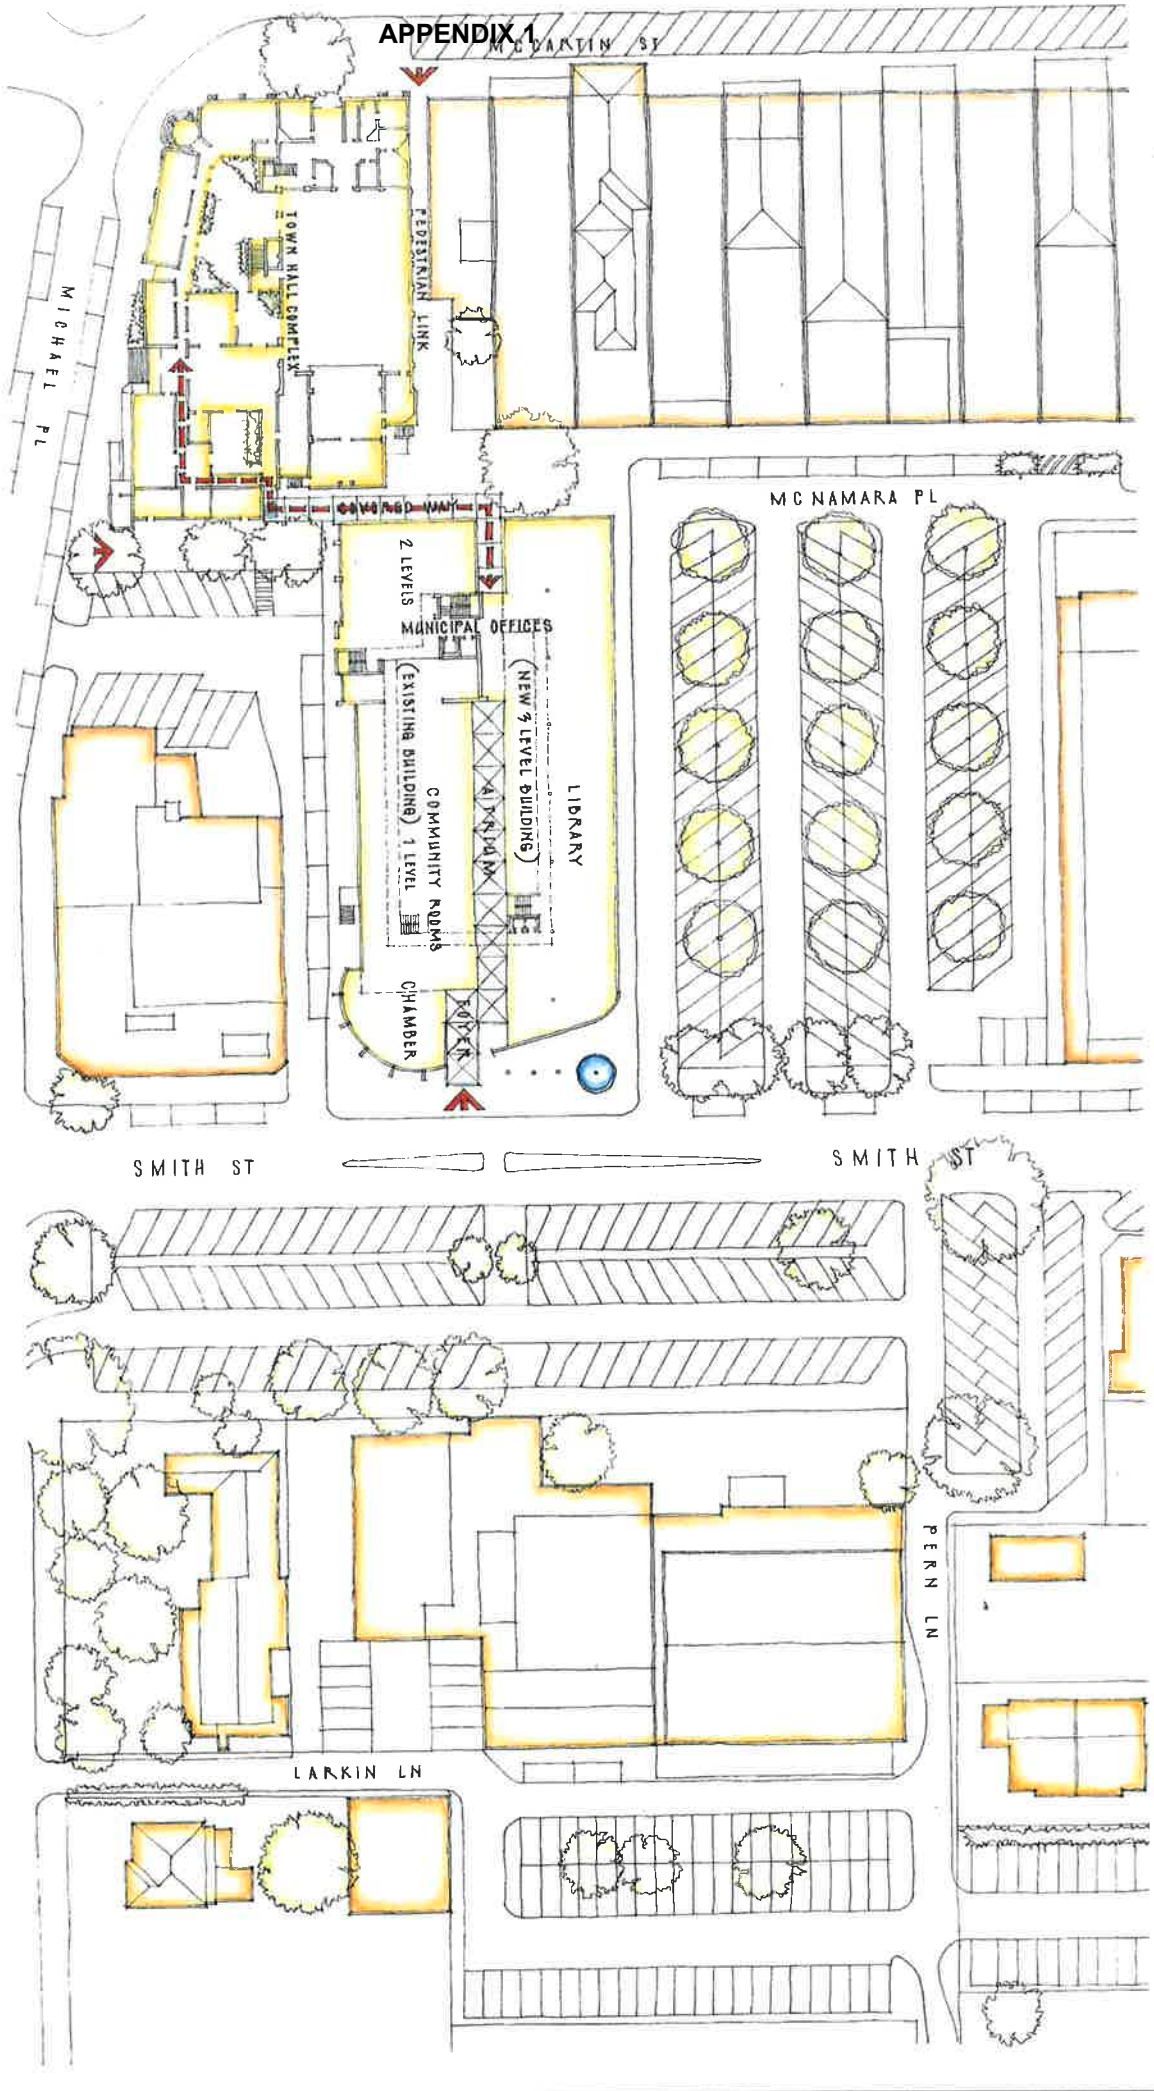 APPENDIX 1
MCCARTIN ST
PEDESTRIAN LINK
TOWN HALL COMPLEX
MICHAEL PL
MC NAMARA PL
COVERED WAY
2 LEVELS
MUNICIPAL OFFICES
(EXISTING BUILDING) 1 LEVEL
(NEW 3 LEVEL BUILDING)
COMMUNITY ROOMS
ATRIUM
LIBRARY
CHAMBER
FOYER
SMITH ST
SMITH ST
PERN LN
LARKIN LN